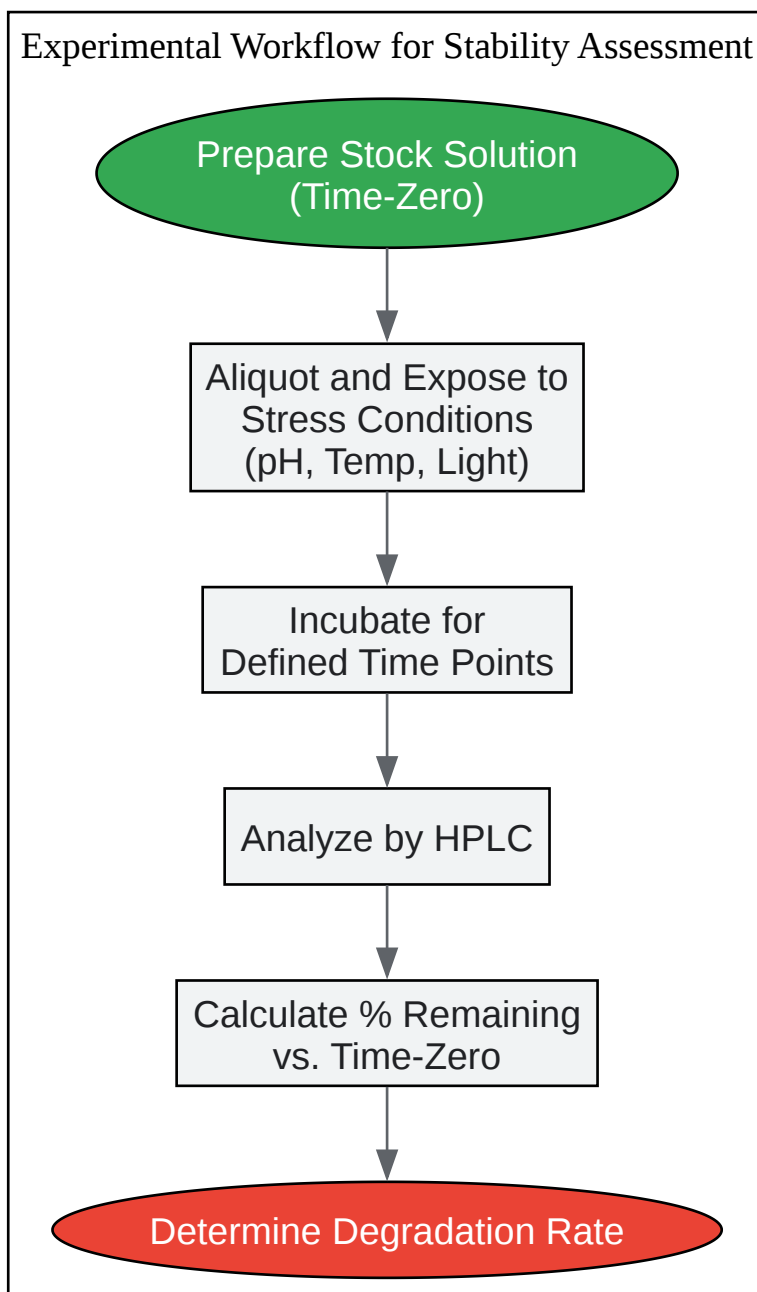 Experimental Workflow for Stability Assessment
Prepare Stock Solution
(Time-Zero)
Aliquot and Expose to
Stress Conditions
(pH, Temp, Light)
Incubate for
Defined Time Points
Analyze by HPLC
Calculate % Remaining
vs. Time-Zero
Determine Degradation Rate